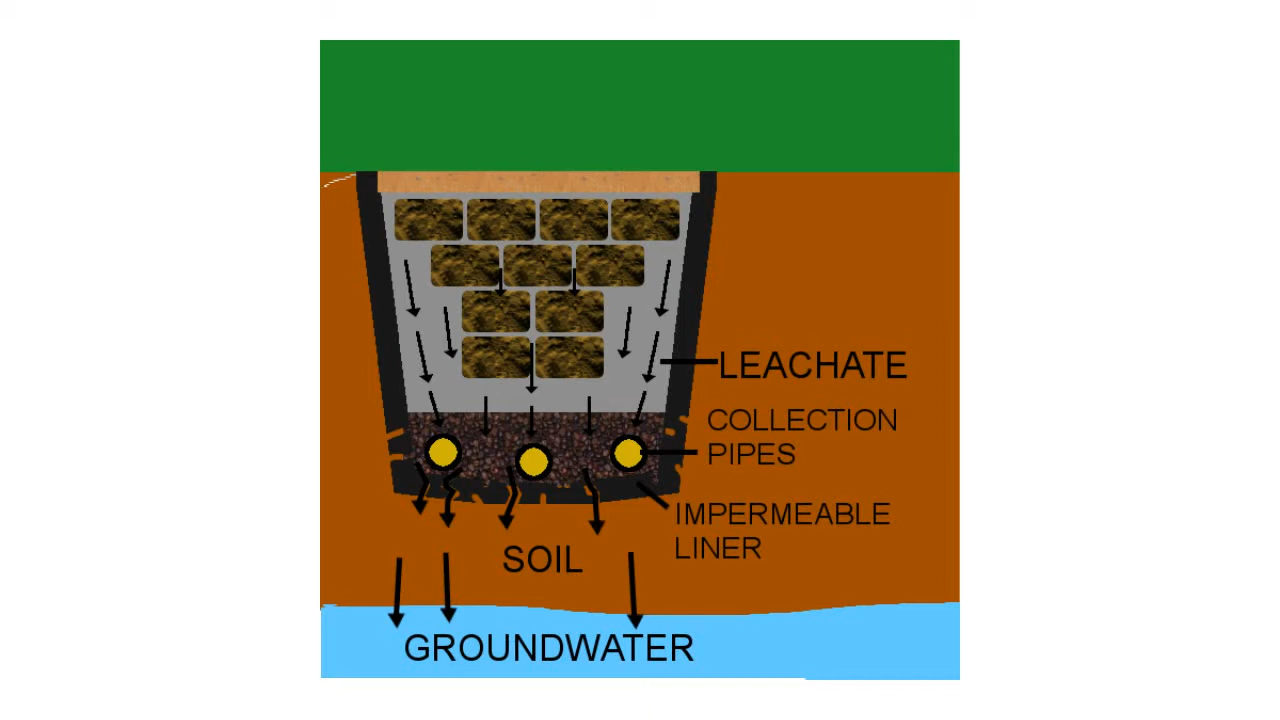 LEACHATE
COLLECTION
PIPES
IMPERMEABLE
LINER
SOIL
GROUNDWATER